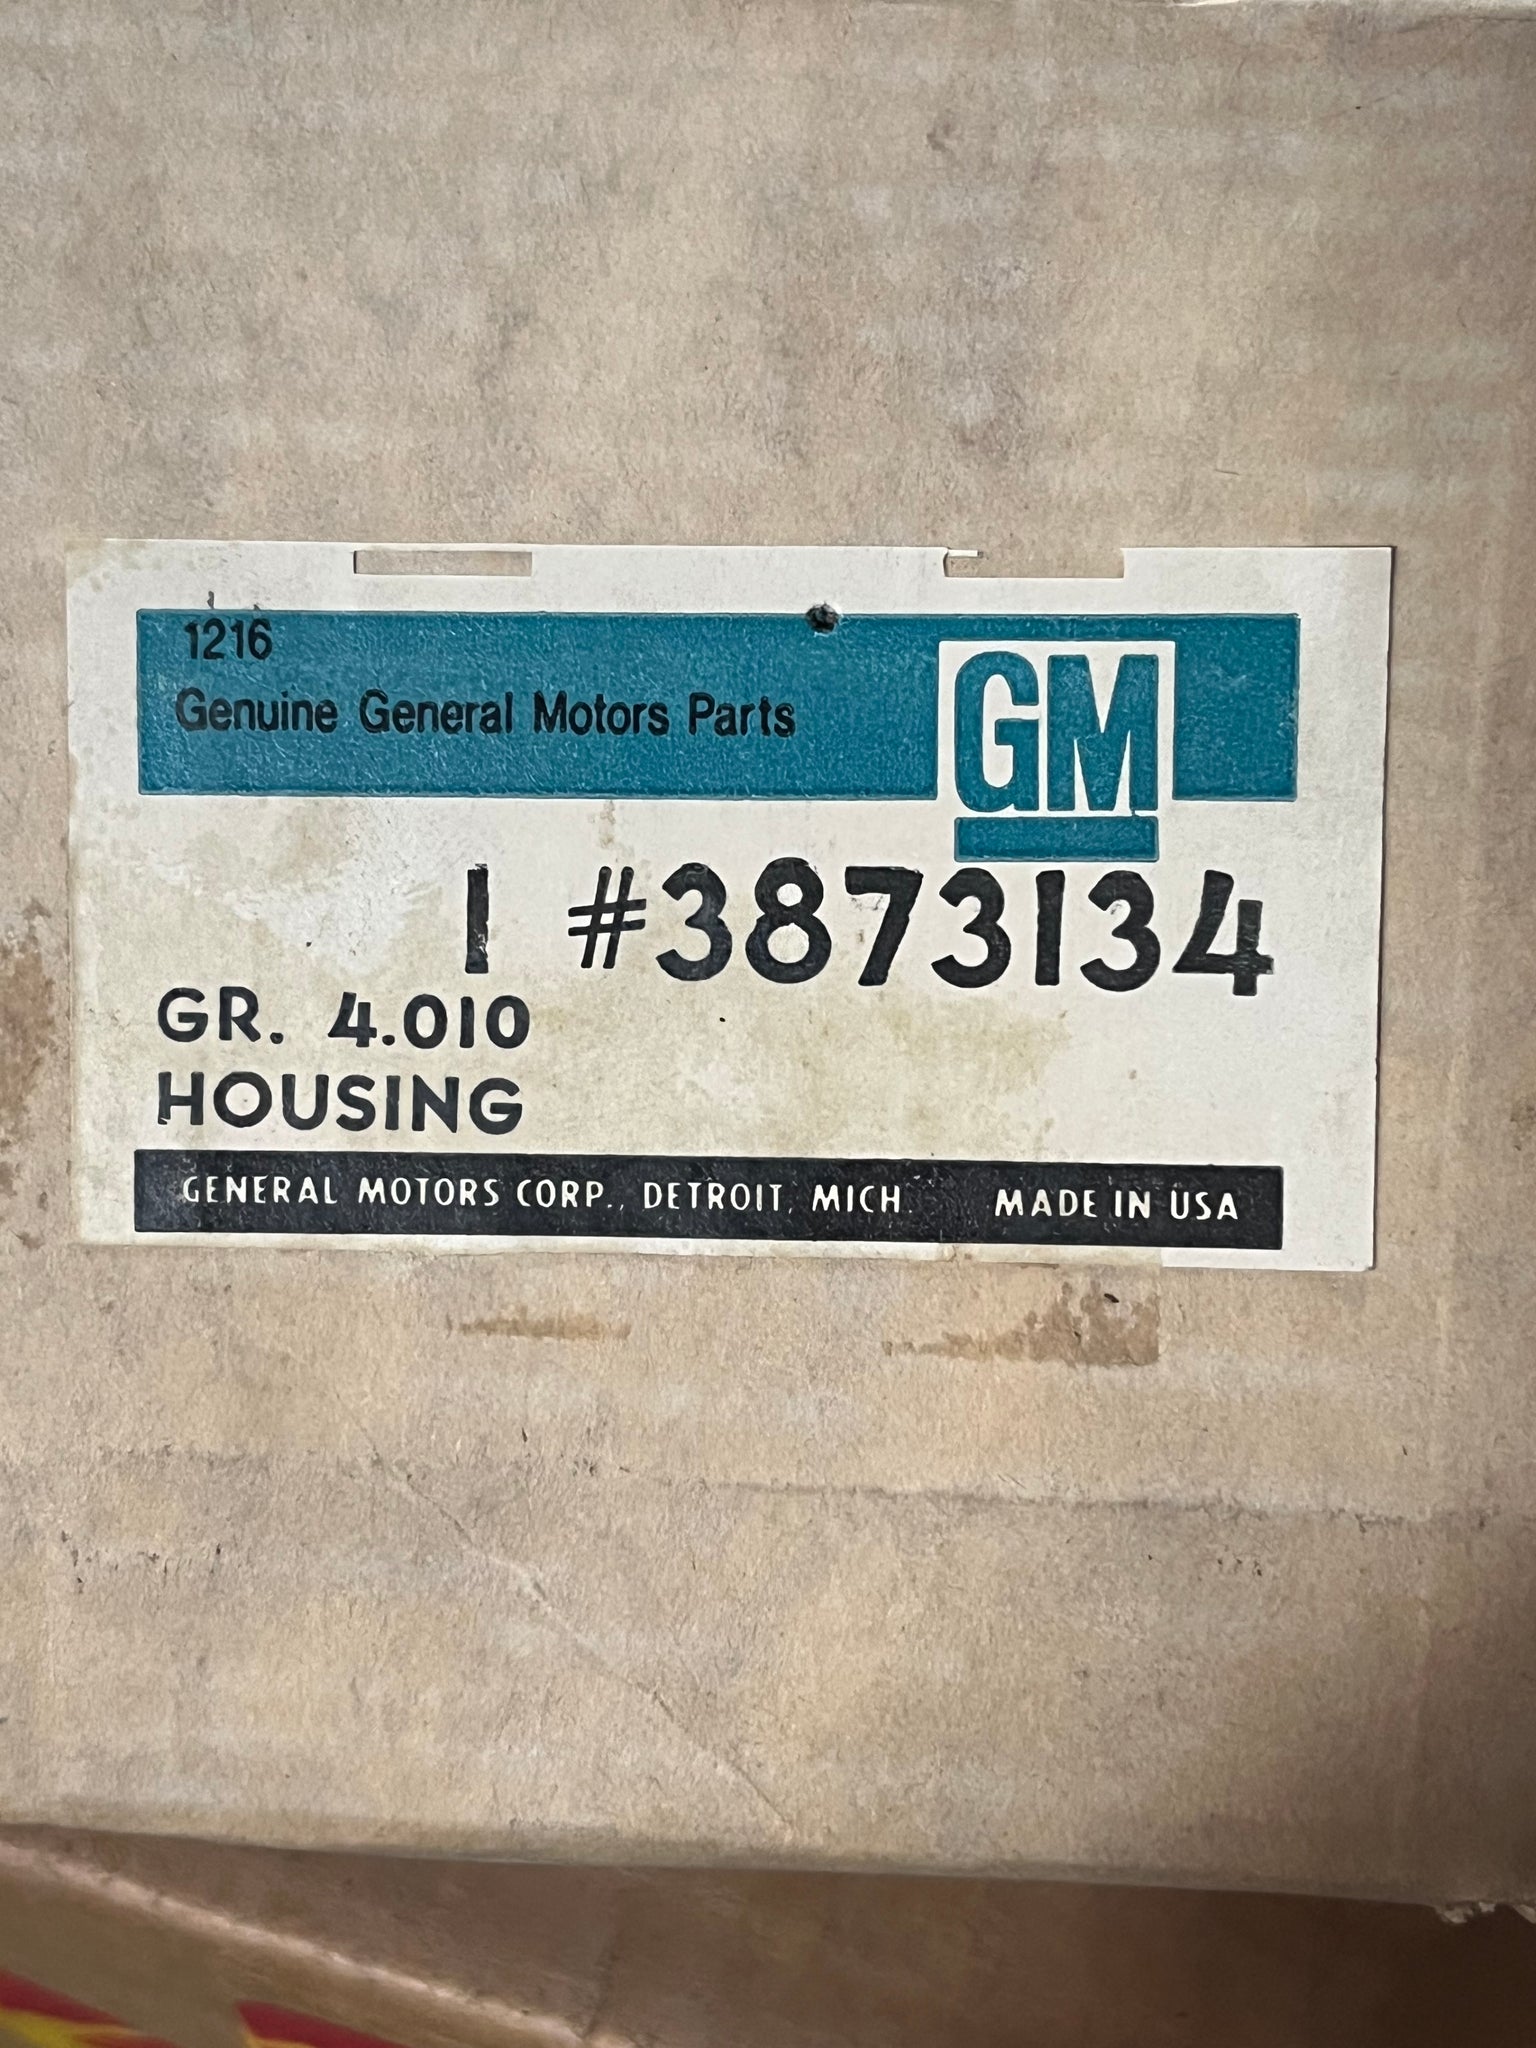 1216
Genuine General Motors Parts
GM
1 #3873134
GR. 4.010
HOUSING
GENERAL MOTORS CORP., DETROIT, MICH. MADE IN USA